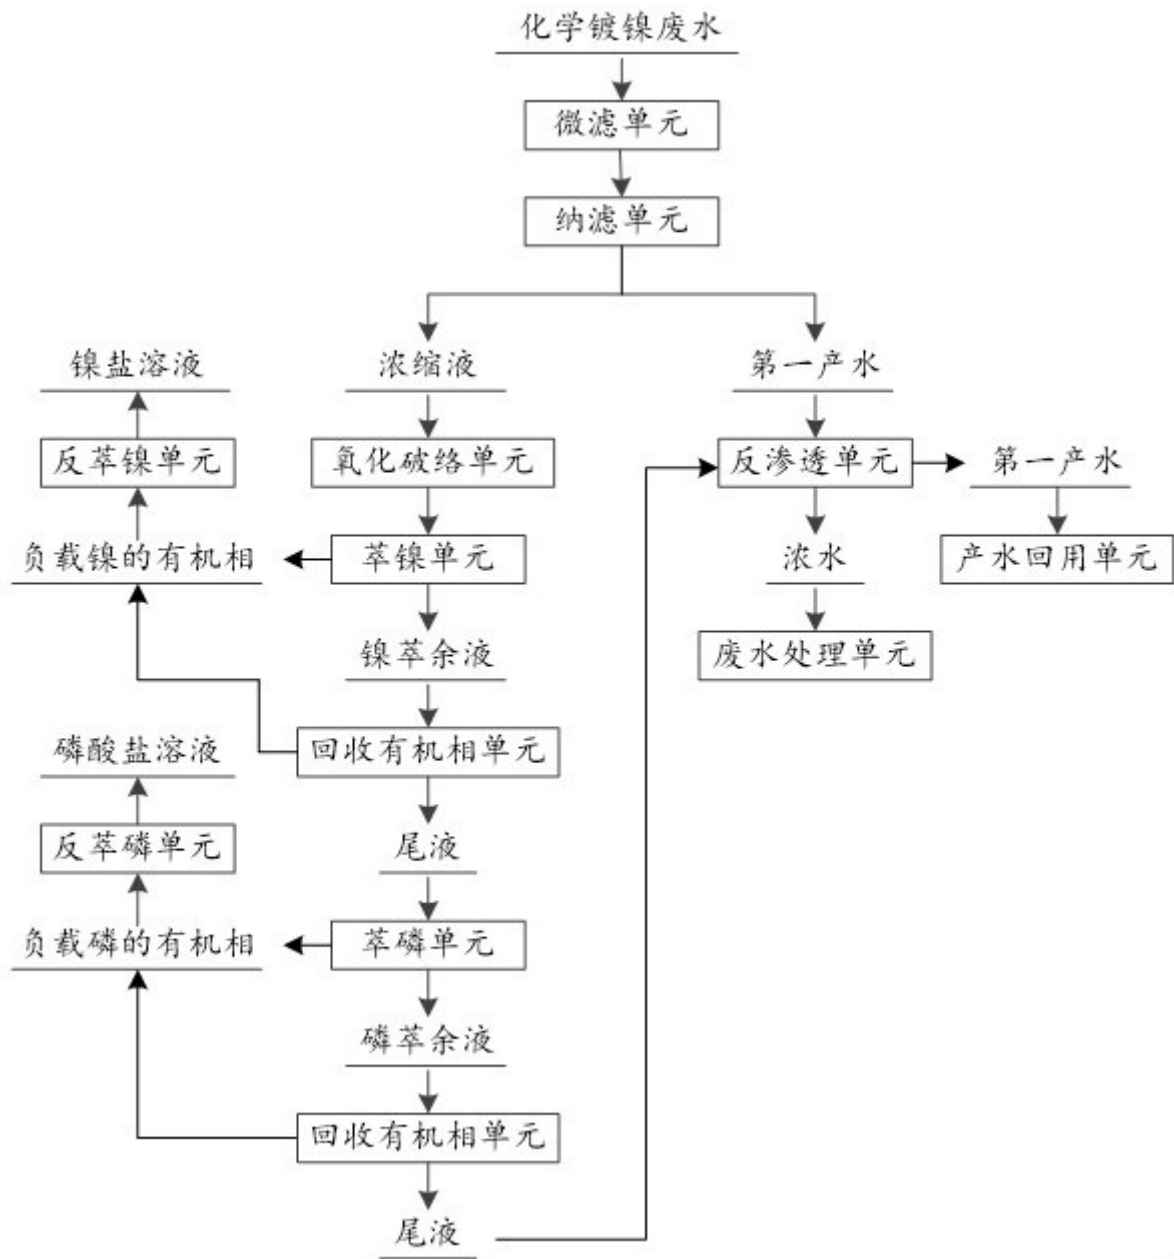 化学镀镍废水
微滤单元
纳滤单元
镍盐溶液
浓缩液
第一产水
反萃镍单元
氧化破络单元
反渗透单元
第一产水
负载镍的有机相
萃镍单元
浓水
产水回用单元
镍萃余液
废水处理单元
磷酸盐溶液
回收有机相单元
反萃磷单元
尾液
负载磷的有机相
萃磷单元
磷萃余液
回收有机相单元
尾液